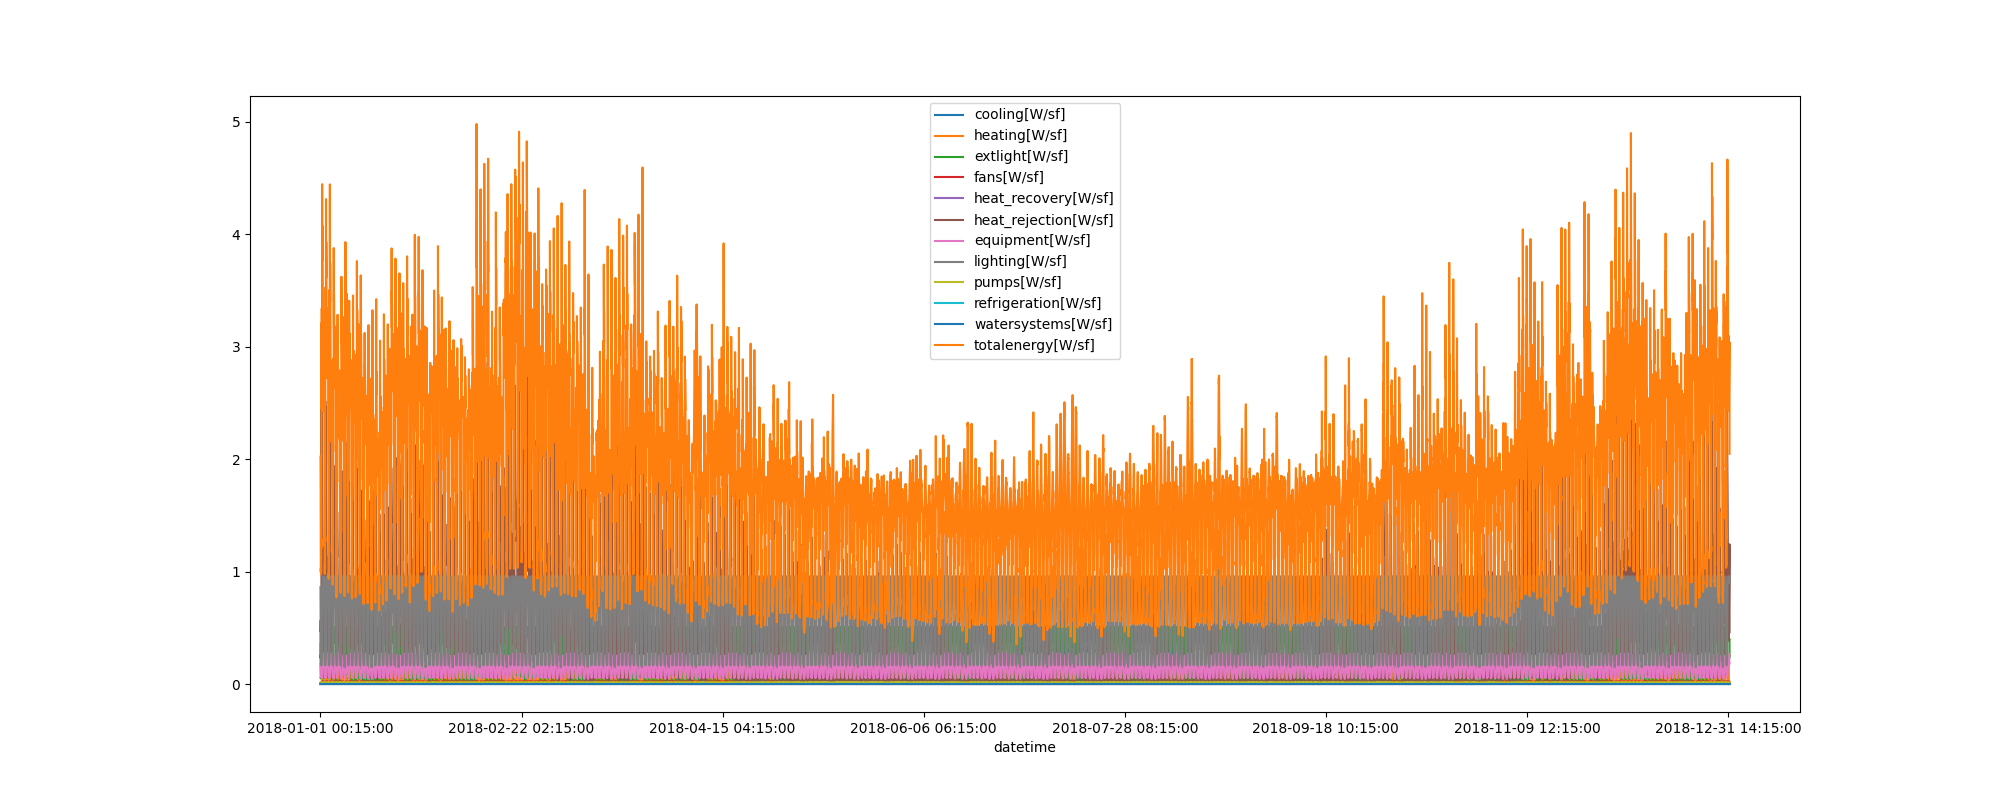 5
4
3
2
1
0
cooling[W/sf]
heating[W/sf]
extlight[W/sf]
fans[W/sf]
heat_recovery[W/sf]
heat_rejection[W/sf]
equipment[W/sf]
lighting[W/sf]
pumps[W/sf]
refrigeration[W/sf]
watersystems[W/sf]
totalenergy[W/sf]
2018-01-01 00:15:00 2018-02-22 02:15:00 2018-04-15 04:15:00 2018-06-06 06:15:00 2018-07-28 08:15:00 2018-09-18 10:15:00 2018-11-09 12:15:00 2018-12-31 14:15:00
datetime